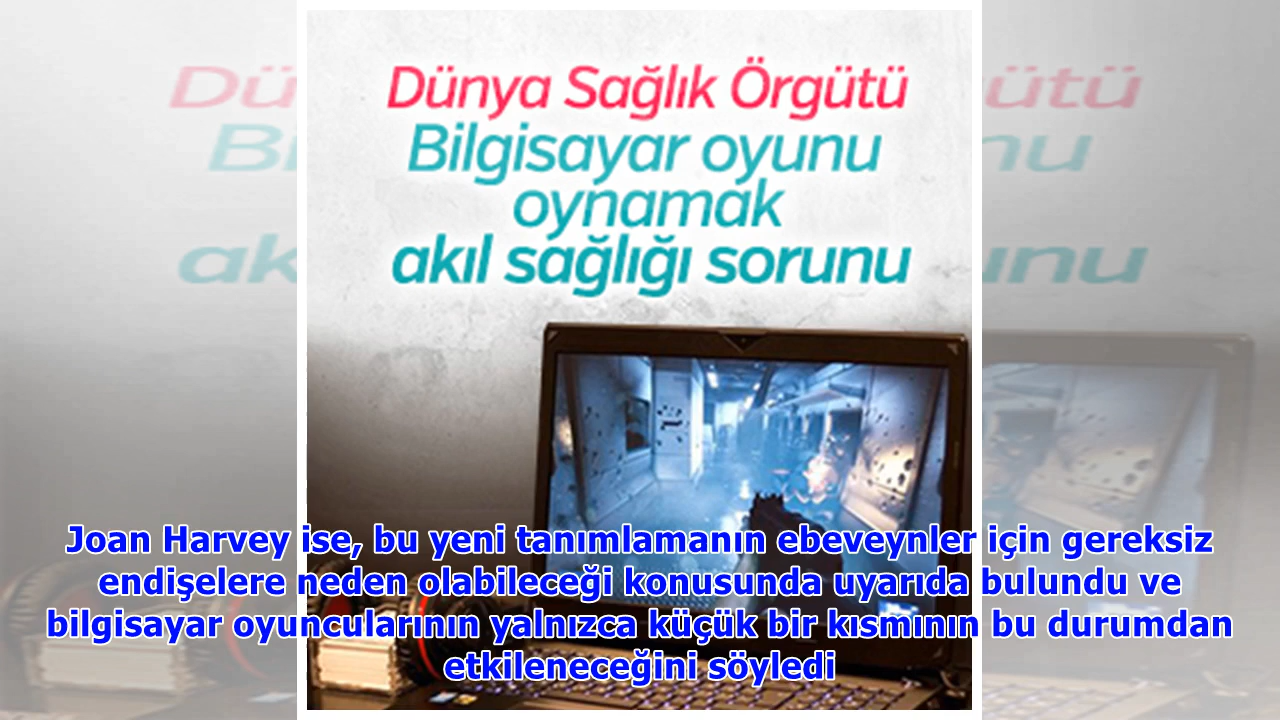 Dünya Sağlık Örgütü
Bilgisayar oyunu
oynamak
akıl sağlığı sorunu
Joan Harvey ise, bu yeni tanımlamanın ebeveynler için gereksiz
endişelere neden olabileceği konusunda uyarıda bulundu ve
bilgisayar oyuncularının yalnızca küçük bir kısmının bu durumdan
etkileneceğini söyledi